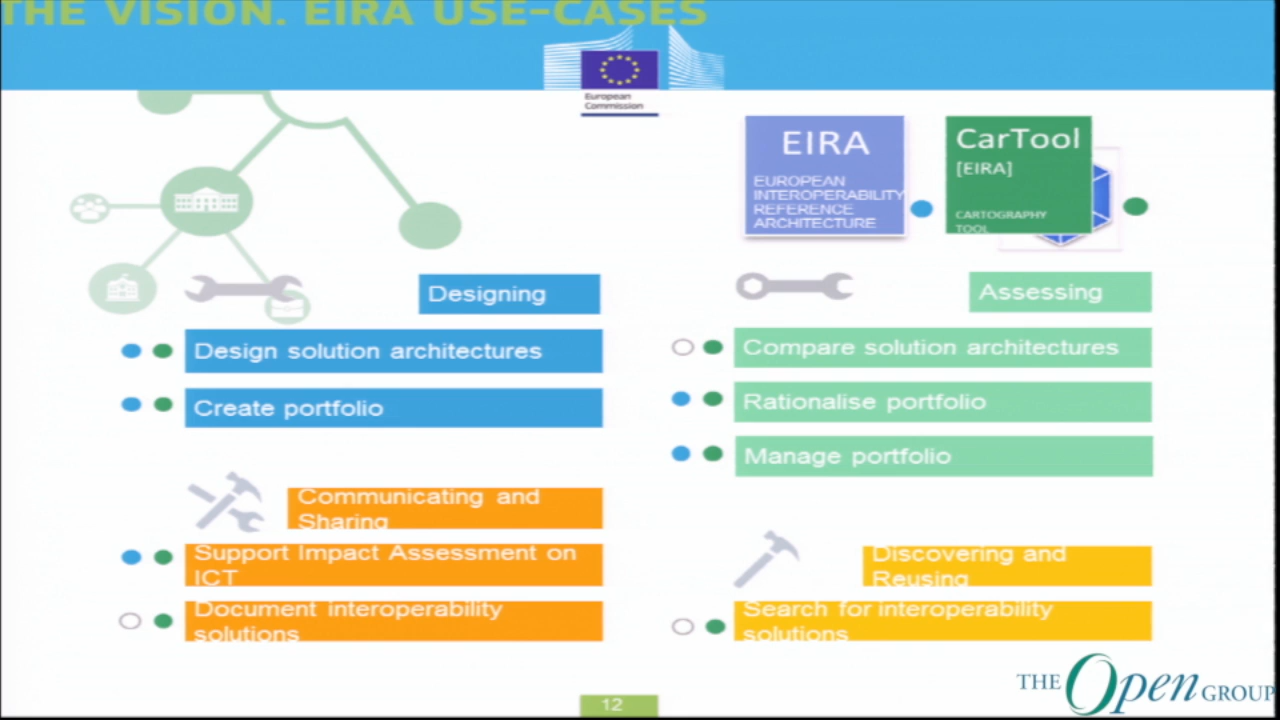 THE VISION. EIRA USE-CASES
European
Commission
EIRA
EUROPEAN
INTEROPERABILITY
REFERENCE
ARCHITECTURE
CarTool
[EIRA]
CARTOGRAPHY
TOOL
Designing
Design solution architectures
Create portfolio
Assessing
Compare solution architectures
Rationalise portfolio
Manage portfolio
Communicating and
Sharing
Support Impact Assessment on
ICT
Document interoperability
solutions
Discovering and
Reusing
Search for interoperability
solutions
12
THE Open GROUP